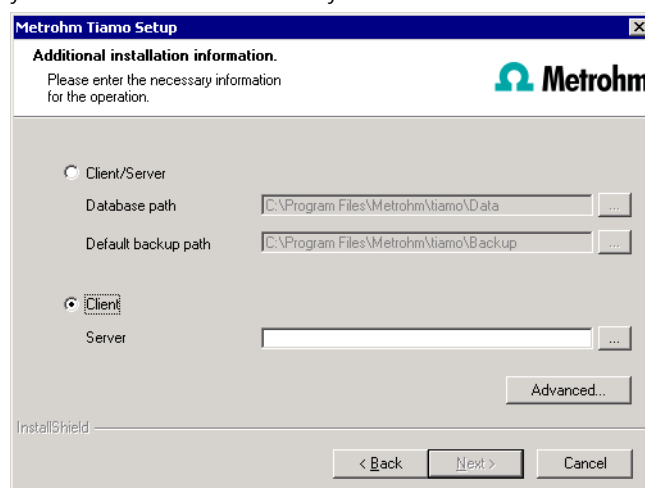 Metrohm Tiamo Setup
Additional installation information.
Please enter the necessary information
for the operation.
Metrohm
Client/Server
Database path
C:\Program Files\Metrohm\tiamo\Data
...
Default backup path
C:\Program Files\Metrohm\tiamo\Backup
...
Client
Server
...
Advanced...
InstallShield
< Back
Next >
Cancel